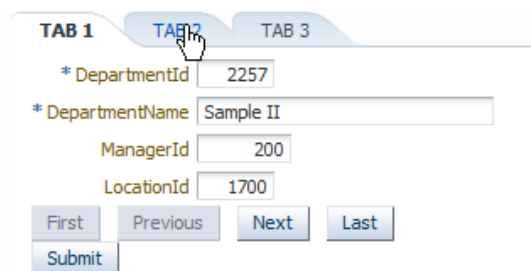 TAB 1 TAB 2 TAB 3
* DepartmentId 2257
* DepartmentName Sample II
ManagerId 200
LocationId 1700
First Previous Next Last
Submit